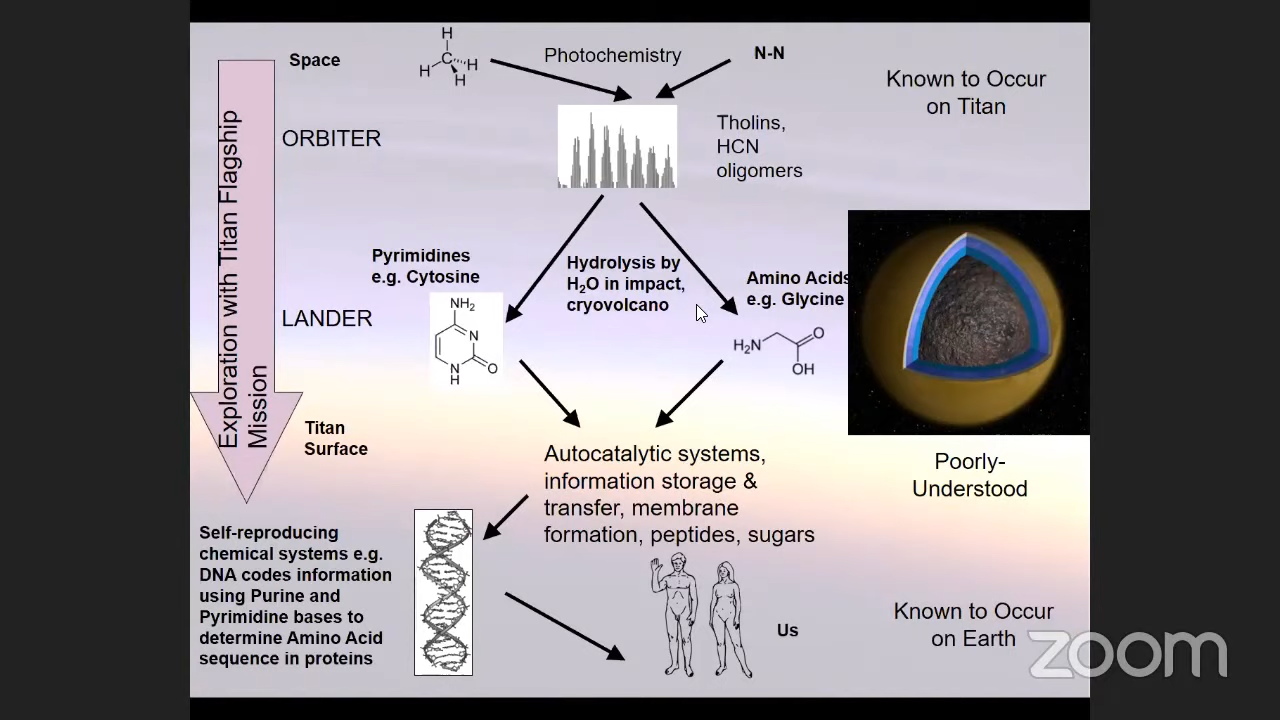 Space
H
C
H
H
H
Photochemistry
N-N
Known to Occur
on Titan
ORBITER
Tholins,
HCN
oligomers
Exploration with Titan Flagship
Mission
Pyrimidines
e.g. Cytosine
Hydrolysis by
H₂O in impact,
cryovolcano
Amino Acids
e.g. Glycine
LANDER
NH₂
N
N
H
O
H₂N
O
OH
Titan
Surface
Autocatalytic systems,
information storage &
transfer, membrane
formation, peptides, sugars
Poorly-
Understood
Self-reproducing
chemical systems e.g.
DNA codes information
using Purine and
Pyrimidine bases to
determine Amino Acid
sequence in proteins
Us
Known to Occur
on Earth
zoom